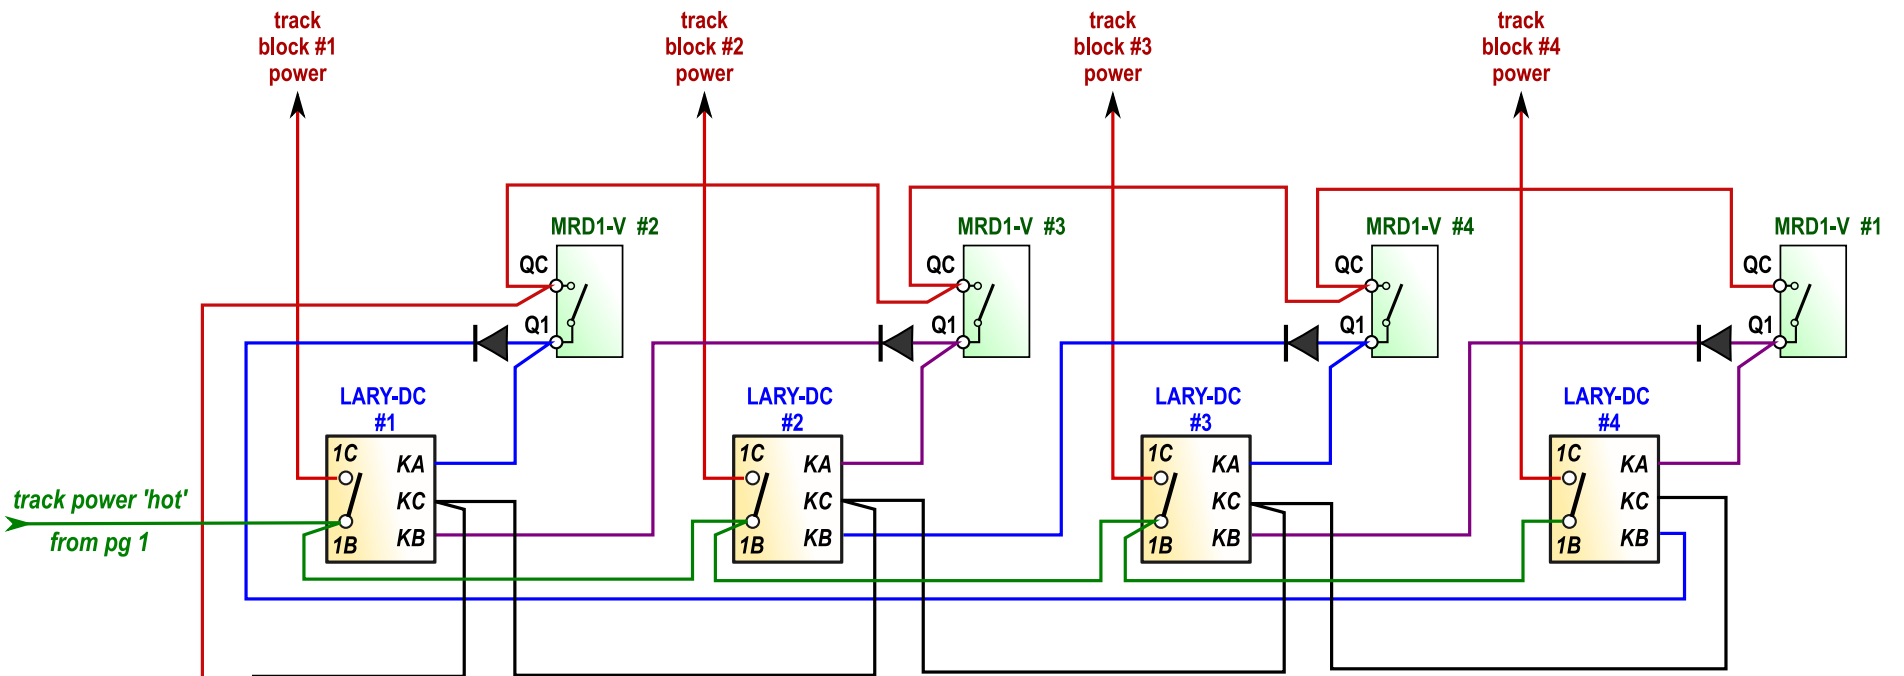 track
block #1
power
track
block #2
power
track
block #3
power
track
block #4
power
MRD1-V #2
MRD1-V #3
MRD1-V #4
MRD1-V #1
QC
QC
QC
QC
Q1
Q1
Q1
Q1
LARY-DC
#1
LARY-DC
#2
LARY-DC
#3
LARY-DC
#4
1C
KA
KC
1B
KB
1C
KA
KC
1B
KB
1C
KA
KC
1B
KB
1C
KA
KC
1B
KB
track power 'hot'
from pg 1